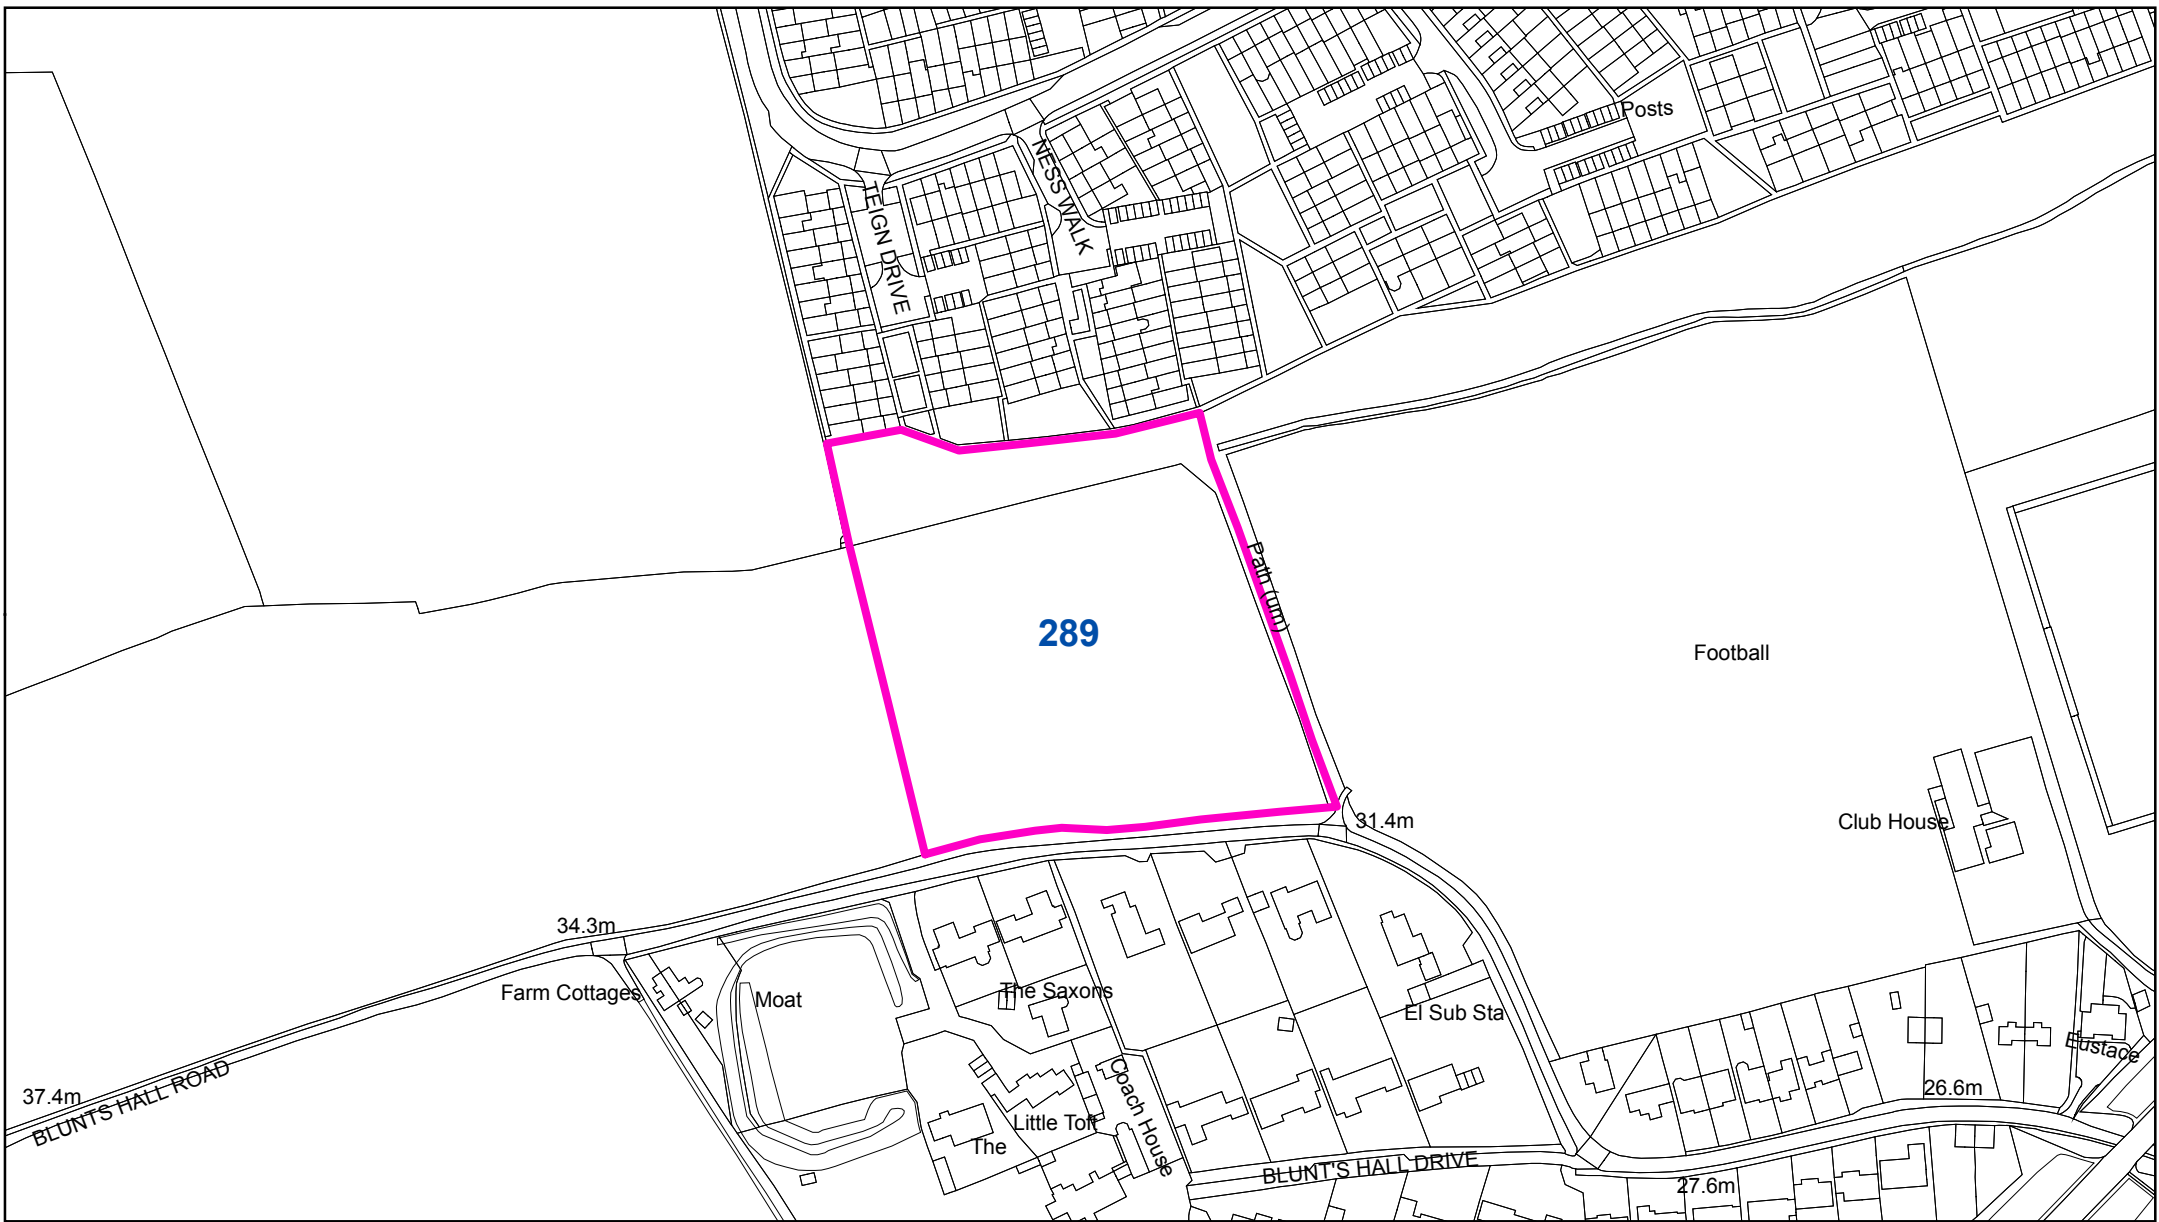 Posts
NESS WALK
TEIGN DRIVE
Path (um)
289
Football
31.4m
Club House
34.3m
Farm Cottages
Moat
The Saxons
El Sub Sta
Eustace
37.4m
BLUNTS HALL ROAD
Coach House
26.6m
Little Toft
The
BLUNT'S HALL DRIVE
27.6m